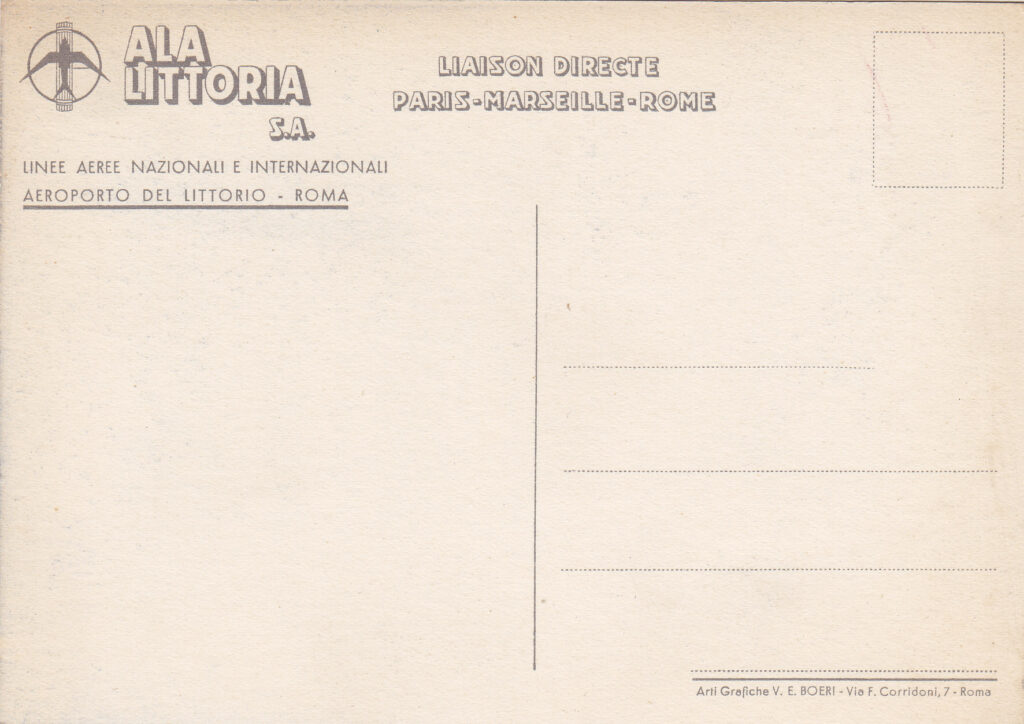 ALA
LITTORIA
S.A.
LINEE AEREE NAZIONALI E INTERNAZIONALI
AEROPORTO DEL LITTORIO - ROMA
LIAISON DIRECTE
PARIS-MARSEILLE-ROME
Arti Grafiche V. E. BOERI - Via F. Corridoni, 7 - Roma